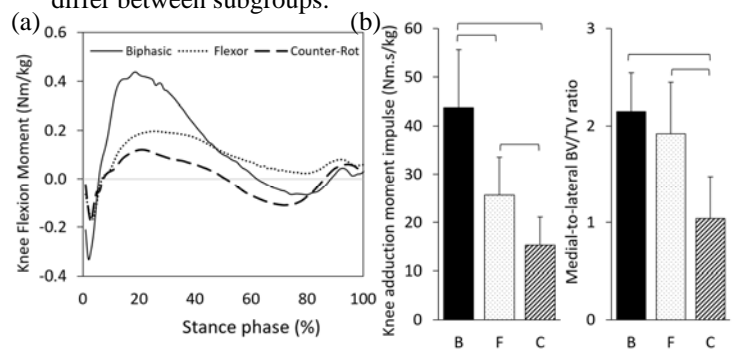 differ between subgroups.
(a)
Biphasic Flexor Counter-Rot
Knee Flexion Moment (Nm/kg)
0.6
0.4
0.2
0.0
-0.2
-0.4
0 20 40 60 80 100
Stance phase (%)
(b)
Knee adduction moment impulse (Nm.s/kg)
60
50
40
30
20
10
0
B F C
Medial-to-lateral BV/TV ratio
3
2
1
0
B F C